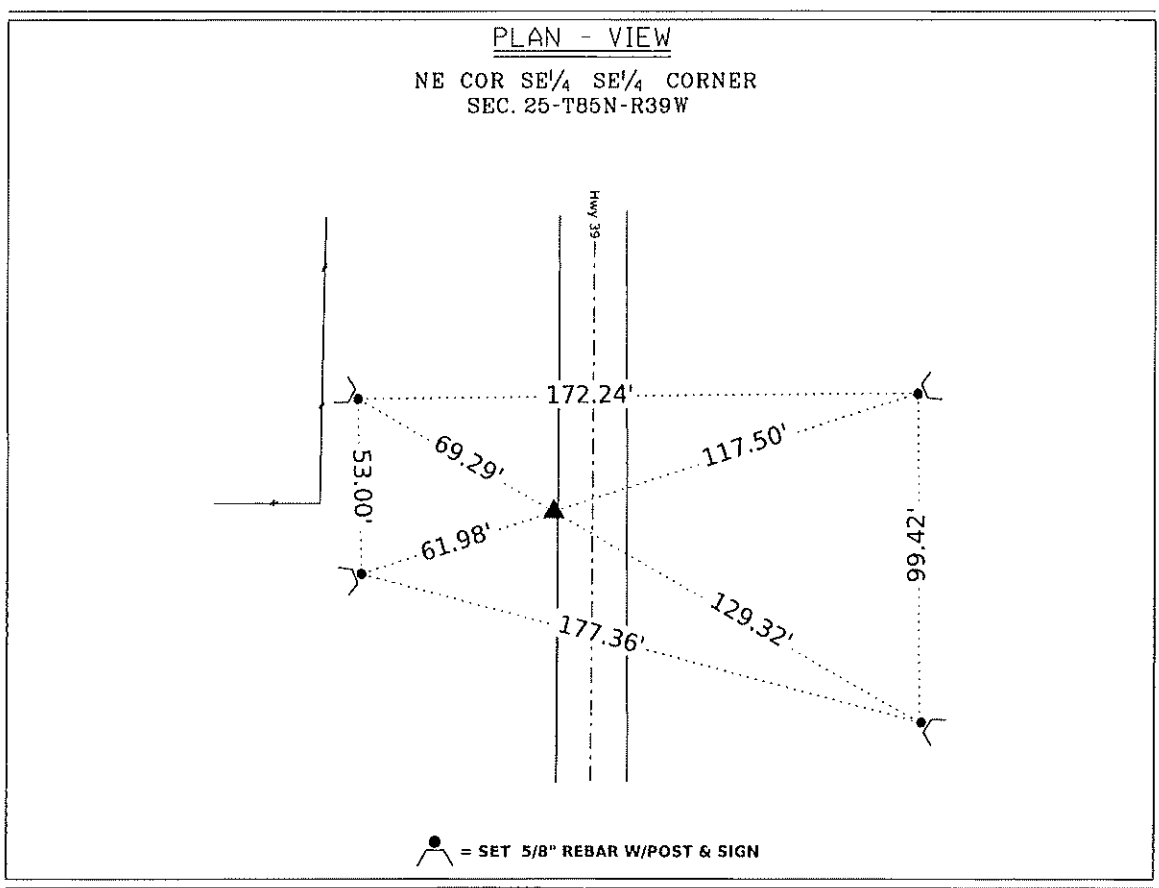 PLAN - VIEW
NE COR SE1/4 SE1/4 CORNER
SEC. 25-T85N-R39W
Hwy 39
172.24'
69.29'
117.50'
53.00'
61.98'
99.42'
129.32'
177.36'
= SET 5/8" REBAR W/POST & SIGN